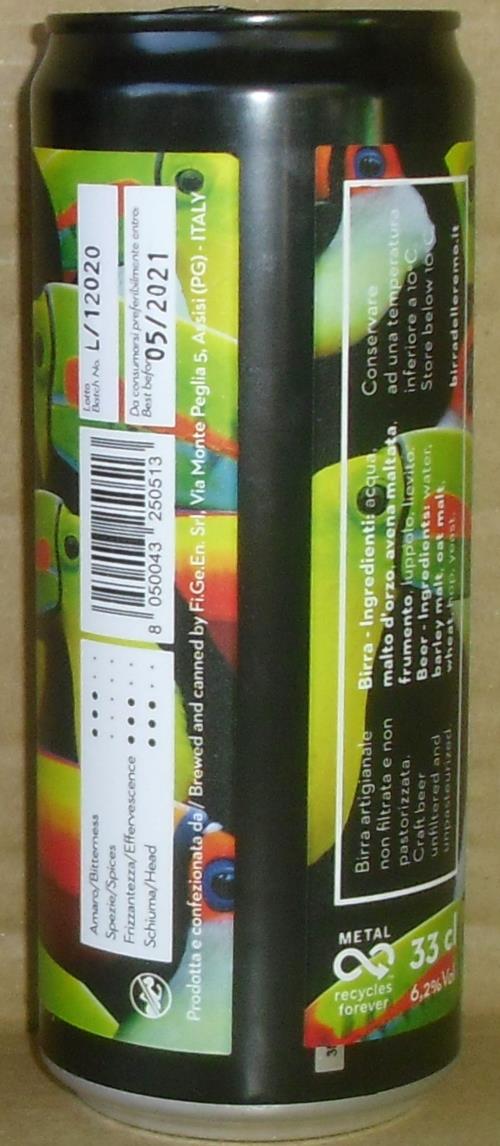 Lotto
Batch No. L/12020
Da consumarsi preferibilmente entro:
Best before 05/2021
8 050043 250513
Amaro/Bitterness
Spezie/Spices
Frizzantezza/Effervescence
Schiuma/Head
Prodotta e confezionata da / Brewed and canned by Fi.Ge.En. Srl, Via Monte Peglia 5, Assisi (PG) - ITALY
Conservare
ad una temperatura
inferiore a 10°C.
Store below 10°C.
birradellereme.it
Birra - Ingredienti: acqua,
malto d'orzo, avena maltata,
frumento, luppolo, lievito.
Beer - Ingredients: water,
barley malt, oat malt,
wheat, hop, yeast.
Birra artigianale
non filtrata e non
pastorizzata.
Craft beer
unfiltered and
unpasteurized.
METAL
recycles
forever
33 cl
6,2% Vol